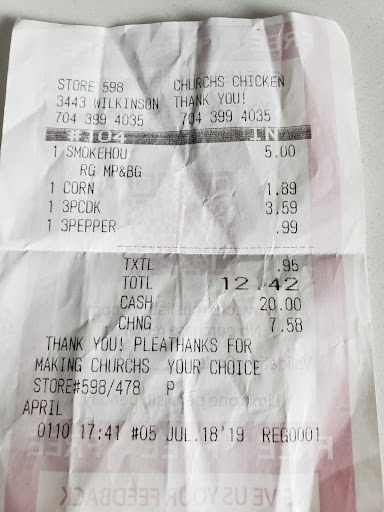 STORE 598 CHURCHS CHICKEN
3443 WILKINSON THANK YOU!
704 399 4035 704 399 4035
#104 IN
1 SMOKEHOU 5.00
RG MP&BG
1 CORN 1.89
1 3PCDK 3.59
1 3PEPPER .99
TXTL .95
TOTL 12.42
CASH 20.00
CHNG 7.58
THANK YOU! PLEATHANKS FOR
MAKING CHURCHS YOUR CHOICE
STORE#598/478 P
APRIL
0110 17:41 #05 JUL.18'19 REG0001